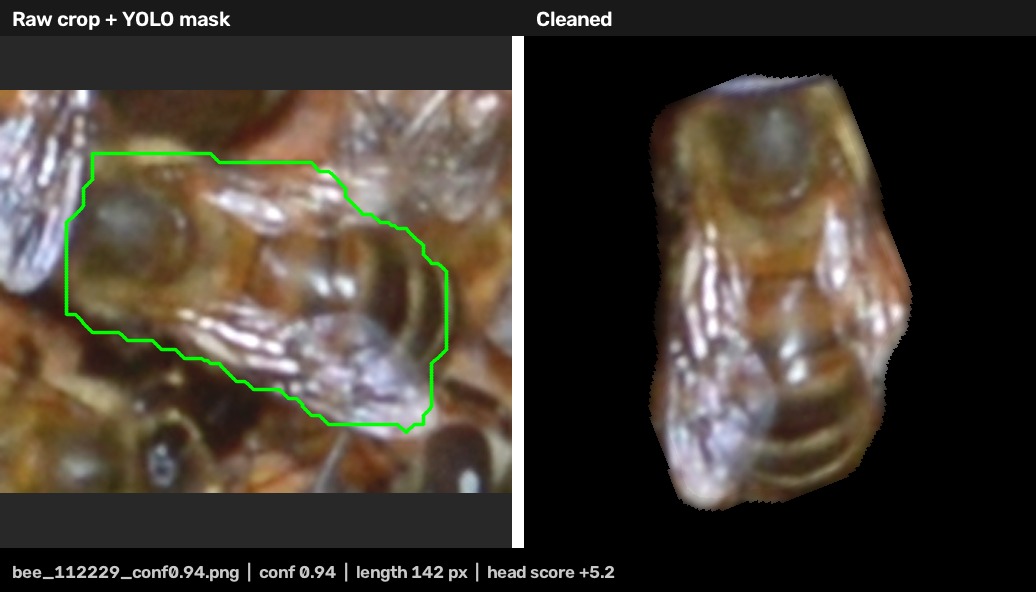 Raw crop + YOLO mask
Cleaned
bee_112229_conf0.94.png | conf 0.94 | length 142 px | head score +5.2